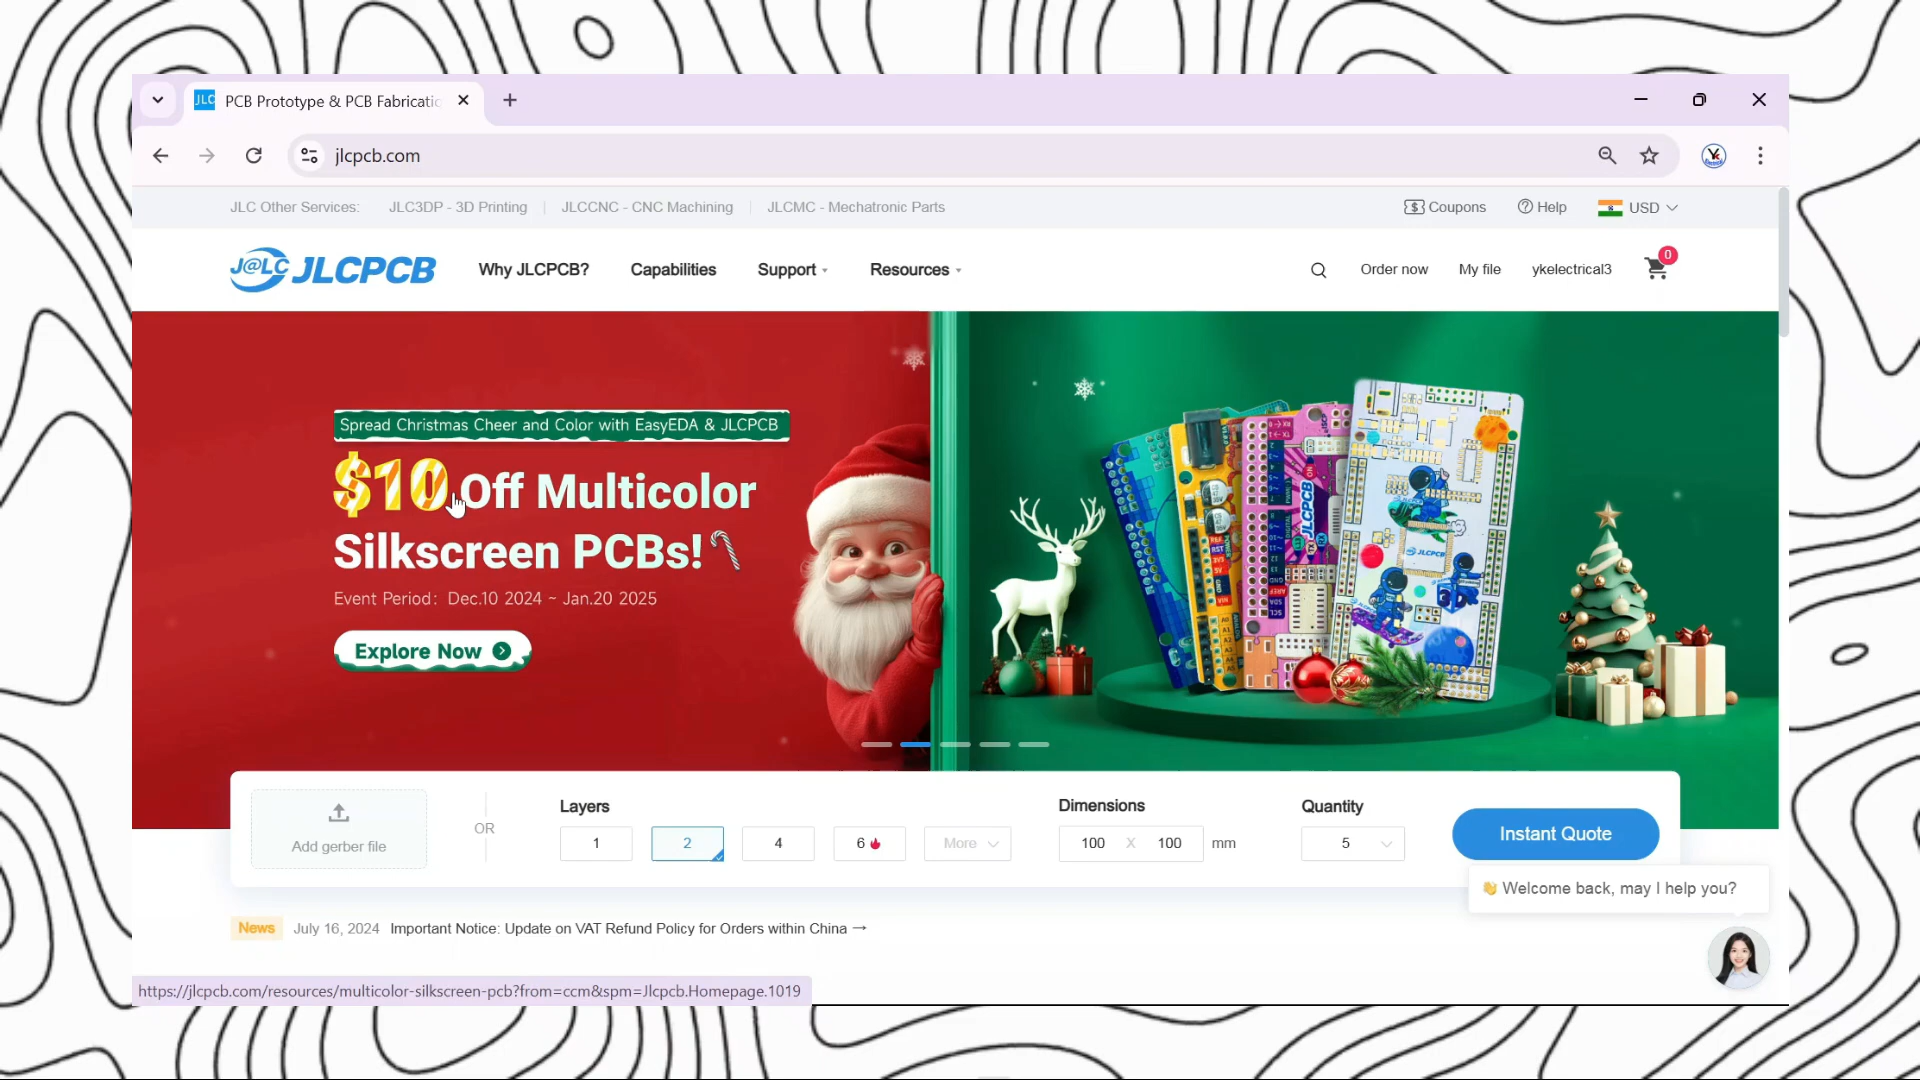 JLC PCB Prototype & PCB Fabricatic
jlcpcb.com
JLC Other Services: JLC3DP - 3D Printing JLCCNC - CNC Machining JLCMC - Mechatronic Parts
$ Coupons Help USD
J@LC JLCPCB Why JLCPCB? Capabilities Support Resources
Order now My file ykelectrical3 0
Spread Christmas Cheer and Color with EasyEDA & JLCPCB
$10 Off Multicolor
Silkscreen PCBs!
Event Period: Dec.10 2024 ~ Jan.20 2025
Explore Now
JLCPCB
JLCPCB
Add gerber file
OR
Layers
1 2 4 6 More
Dimensions
100 X 100 mm
Quantity
5
Instant Quote
👋 Welcome back, may I help you?
News July 16, 2024 Important Notice: Update on VAT Refund Policy for Orders within China →
https://jlcpcb.com/resources/multicolor-silkscreen-pcb?from=ccm&spm=Jlcpcb.Homepage.1019